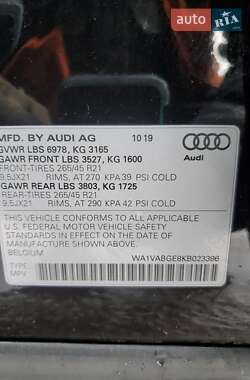 AUTO RIA
MFD. BY AUDI AG 10 19
GVWR LBS 6978, KG 3165
GAWR FRONT LBS 3527, KG 1600
FRONT-TIRES 265/45 R21
9,5JX21 RIMS, AT 270 KPA 39 PSI COLD
GAWR REAR LBS 3803, KG 1725
REAR-TIRES 265/45 R21
9,5JX21 RIMS, AT 290 KPA 42 PSI COLD
Audi
THIS VEHICLE CONFORMS TO ALL APPLICABLE
U.S. FEDERAL MOTOR VEHICLE SAFETY
STANDARDS IN EFFECT ON THE DATE OF
MANUFACTURE SHOWN ABOVE.
BELGIUM WA1VABGE8KB023396
TYPE:
MPV